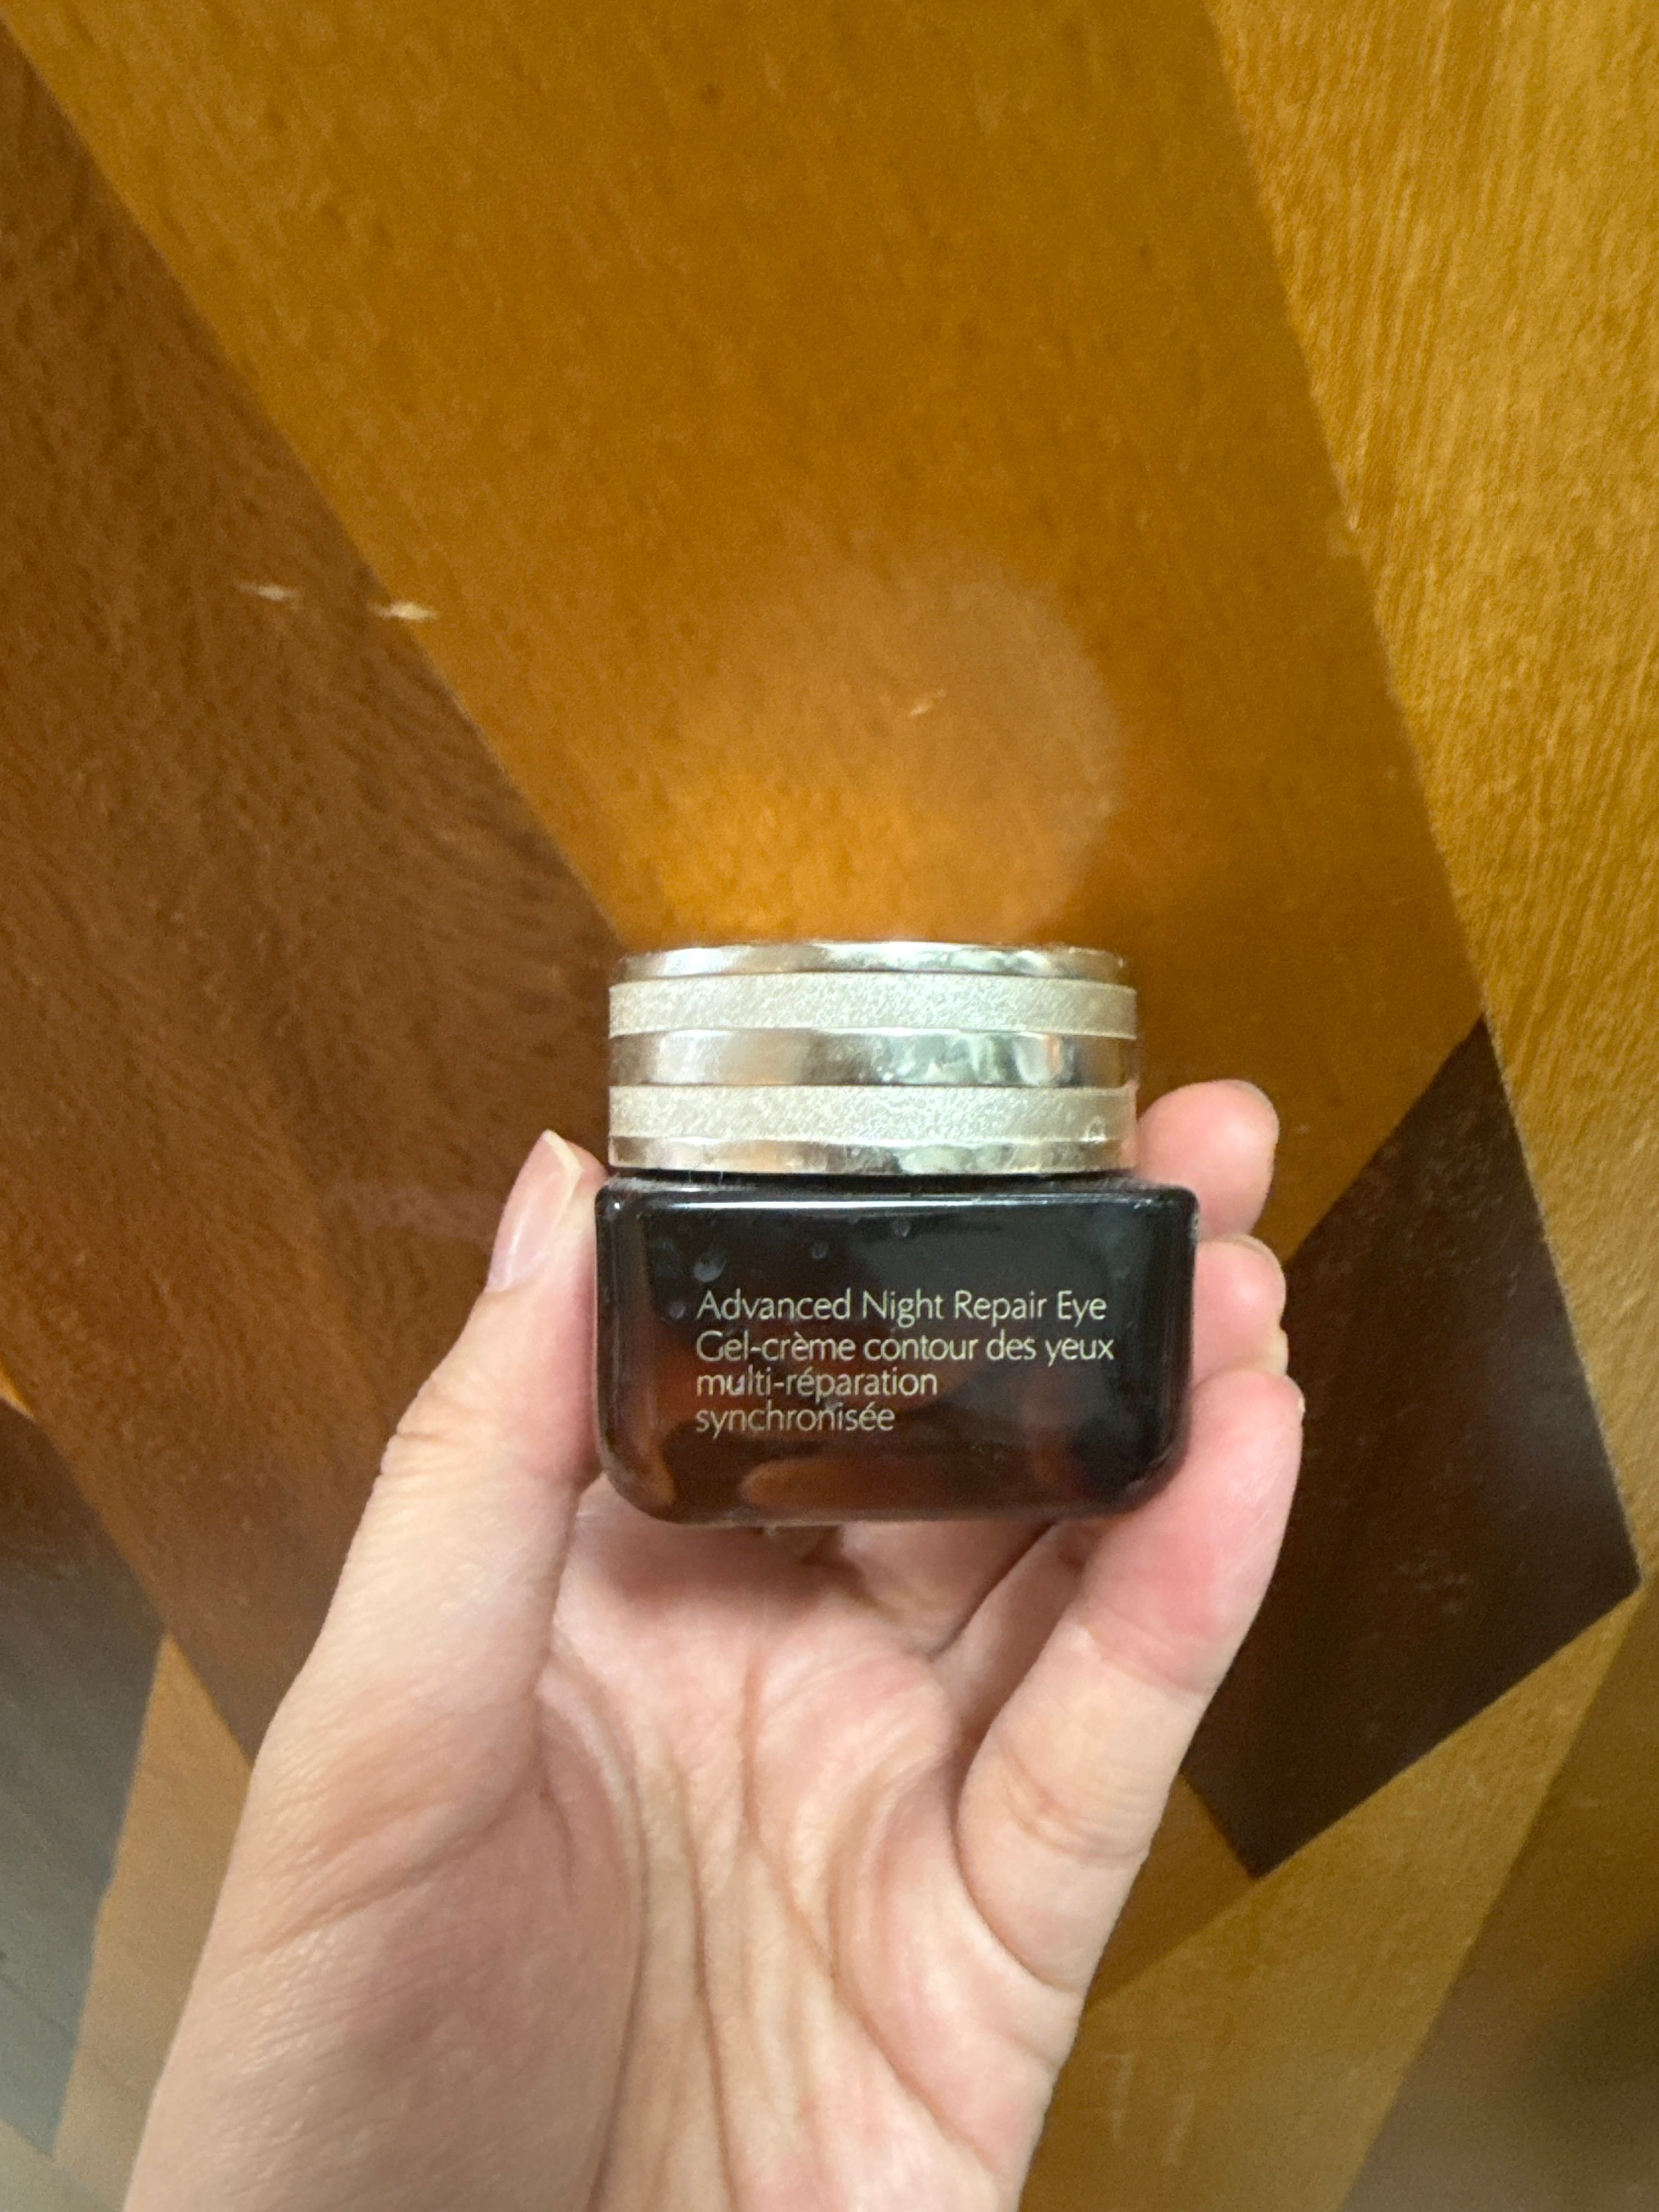 Advanced Night Repair Eye
Gel-crème contour des yeux
multi-réparation
synchronisée